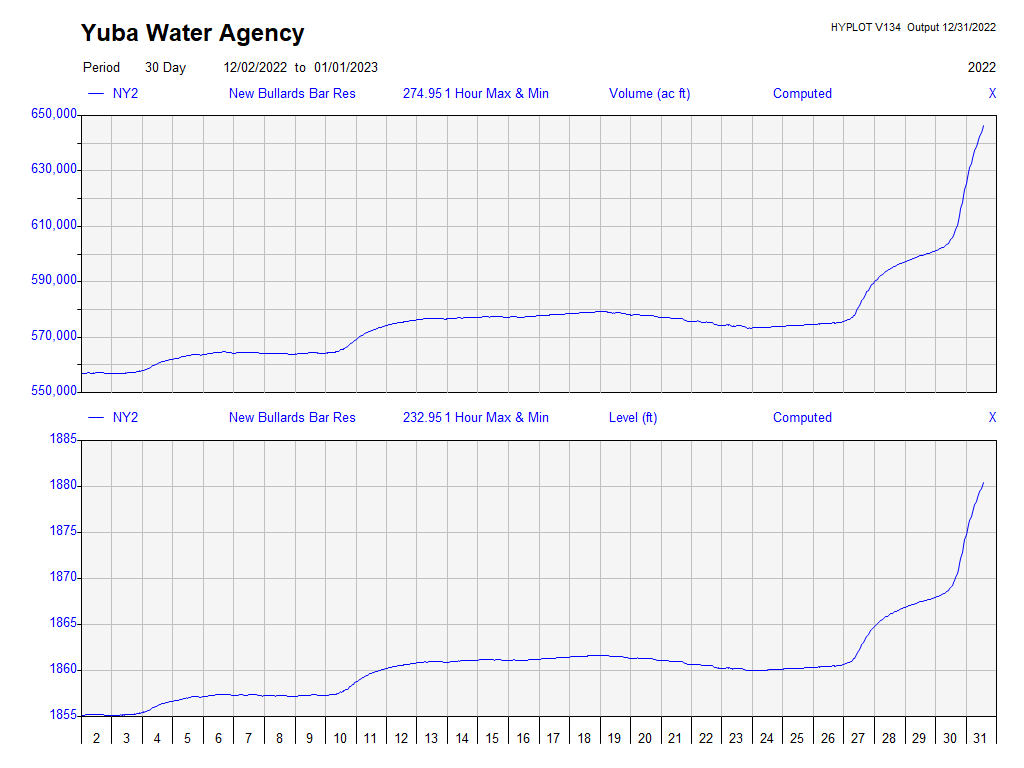 Yuba Water Agency
HYPLOT V134 Output 12/31/2022
Period 30 Day 12/02/2022 to 01/01/2023 2022
NY2 New Bullards Bar Res 274.95 1 Hour Max & Min Volume (ac ft) Computed X
650,000
630,000
610,000
590,000
570,000
550,000
NY2 New Bullards Bar Res 232.95 1 Hour Max & Min Level (ft) Computed X
1885
1880
1875
1870
1865
1860
1855
2 3 4 5 6 7 8 9 10 11 12 13 14 15 16 17 18 19 20 21 22 23 24 25 26 27 28 29 30 31